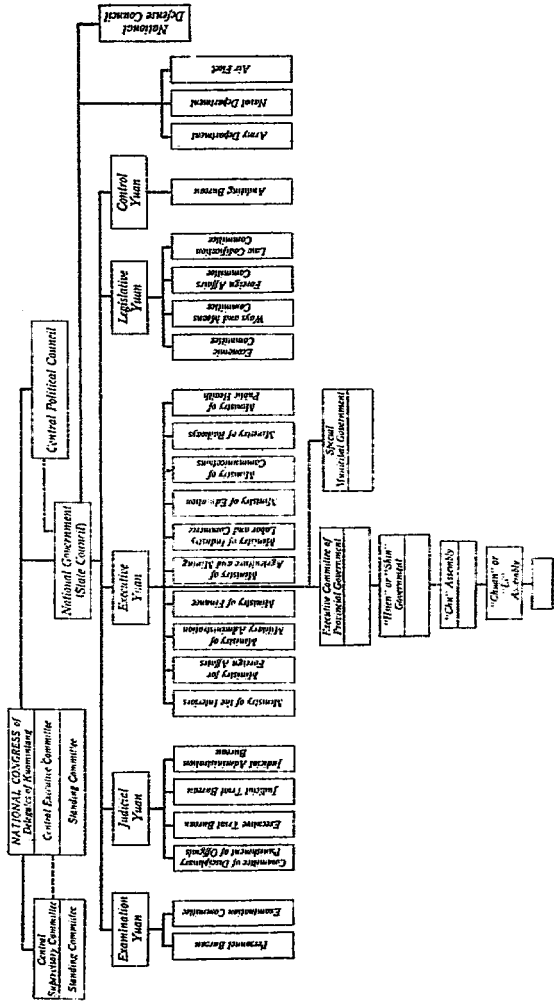 NATIONAL CONGRESS of
Delegates of Kuomintang
Central Executive Committee
Standing Committee
Central
Supervisory Committee
Standing Committee
Central Political Council
National Government
(State Council)
National
Defense Council
Examination
Yuan
Personnel Bureau
Examination Committee
Judicial
Yuan
Committee of Disciplinary
Punishment of
Executive Trial Bureau
Judicial Trial Bureau
Judicial Administration
Bureau
Executive
Yuan
Ministry of the Interiors
Ministry for
Foreign Affairs
Ministry of
Military Administration
Ministry of Finance
Ministry of
Agriculture and Mining
Ministry of Industry
Labor and Commerce
Ministry of
Ministry of
Communications
Ministry of Railways
Ministry of
Public Health
Legislative
Yuan
Economic
Committee
Ways and Means
Committee
Foreign Affairs
Committee
Law Codification
Committee
Control
Yuan
Auditing Bureau
Army Department
Naval Department
Air Fleet
Executive Committee of
Provincial Government
"Hsien" or "Shih"
Government
"Chu" Assembly
"Chuan" or
Assembly
Special
Municipal Government